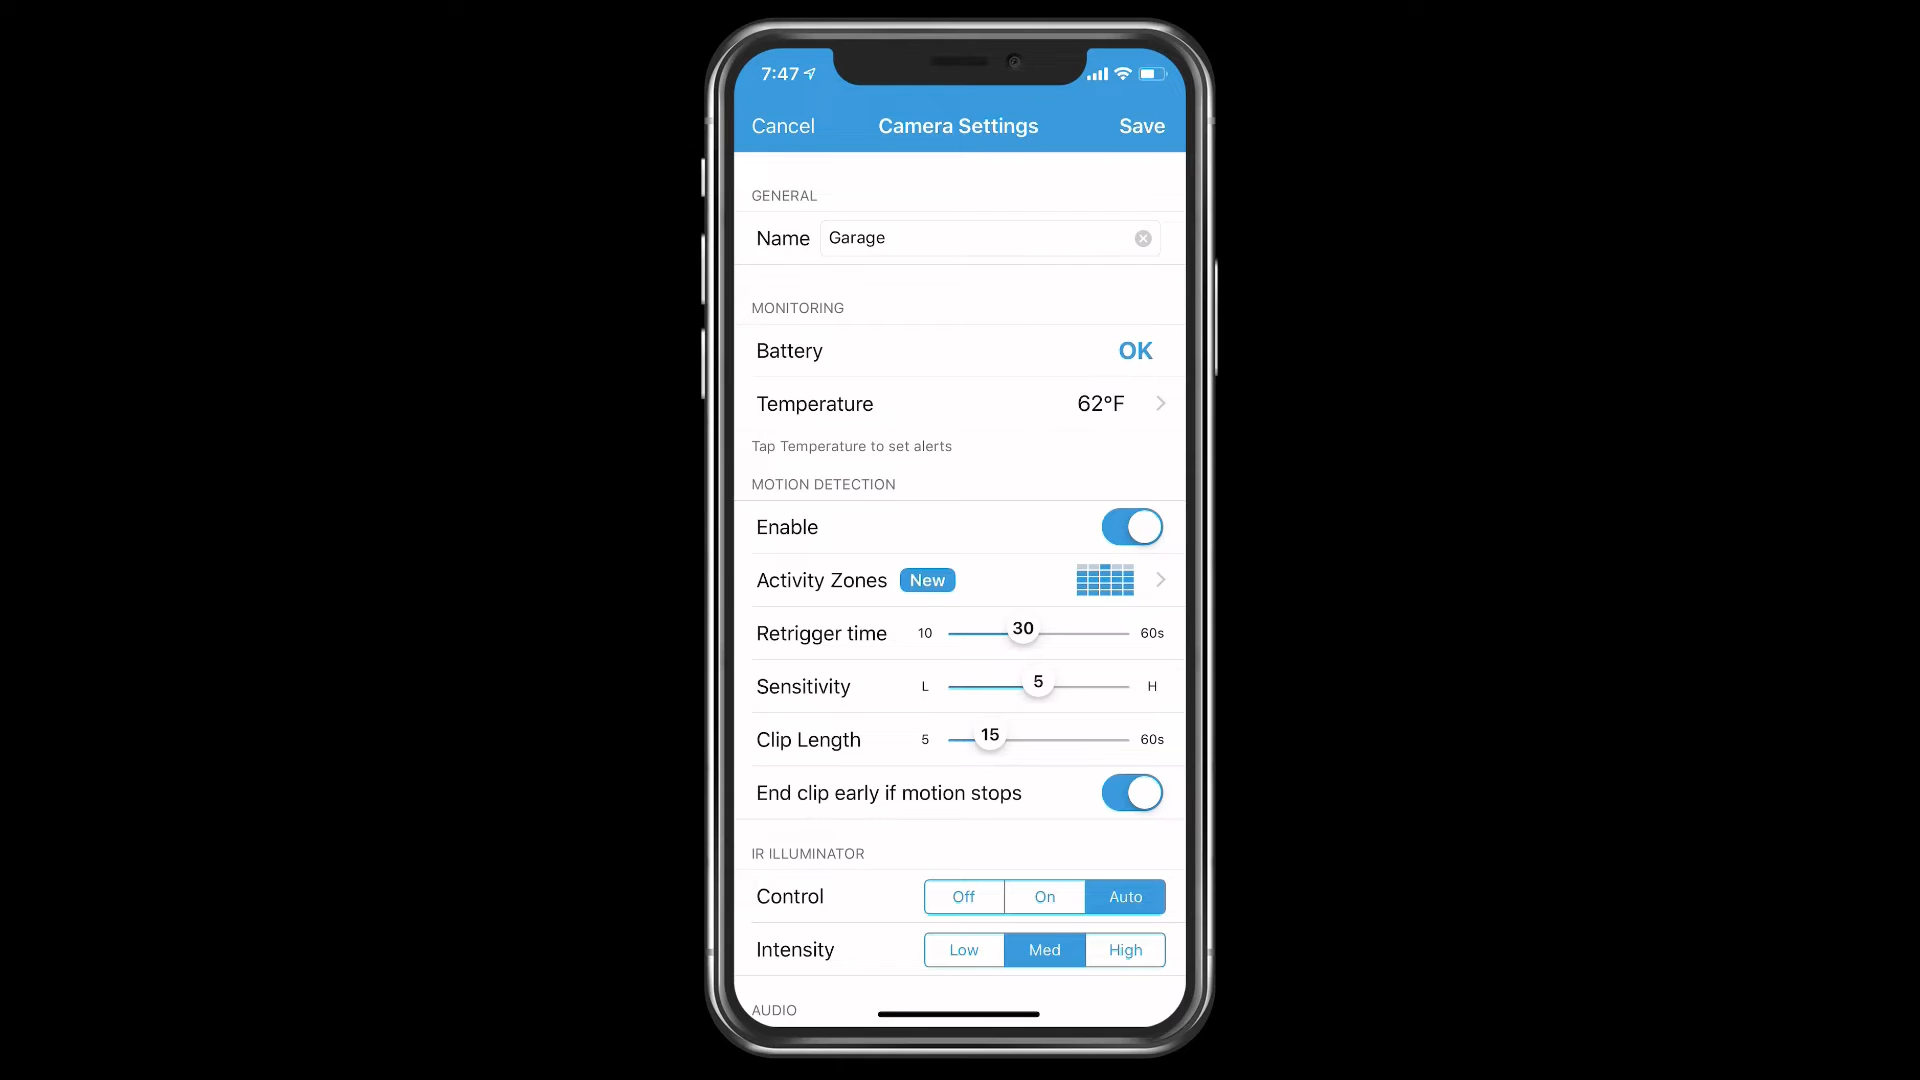 7:47
Cancel Camera Settings Save
GENERAL
Name Garage
MONITORING
Battery OK
Temperature 62°F
Tap Temperature to set alerts
MOTION DETECTION
Enable
Activity Zones New
Retrigger time 10 30 60s
Sensitivity L 5 H
Clip Length 5 15 60s
End clip early if motion stops
IR ILLUMINATOR
Control Off On Auto
Intensity Low Med High
AUDIO